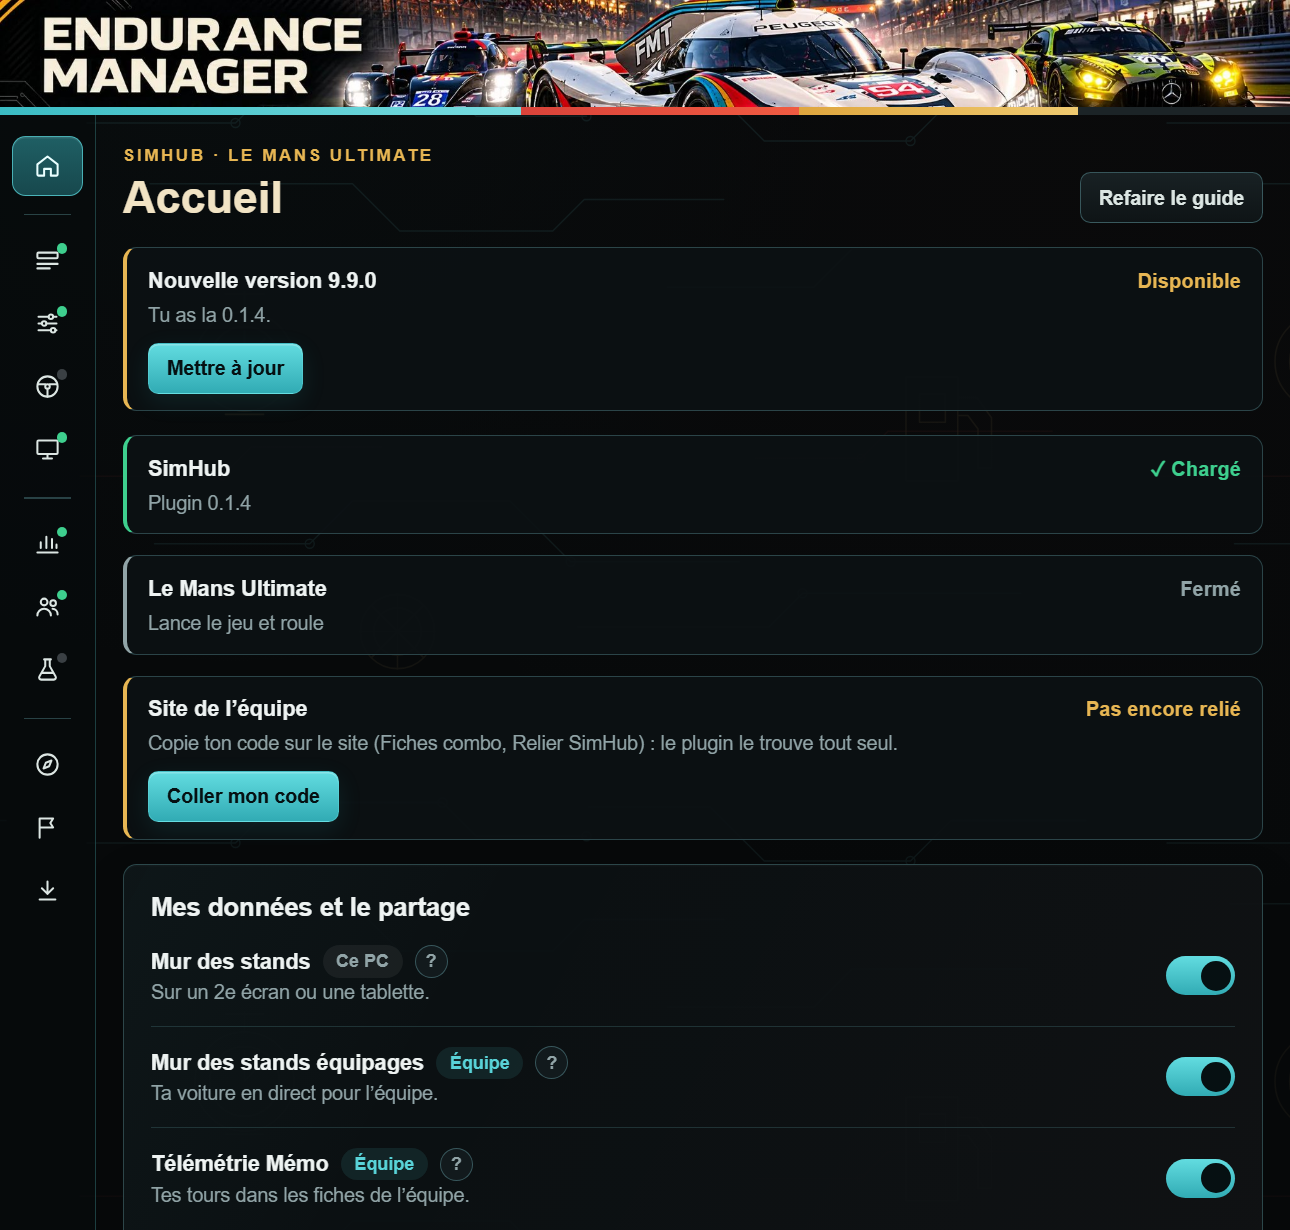 ENDURANCE
MANAGER
PEUGEOT
FMT
28
94
AMG
SIMHUB · LE MANS ULTIMATE
Accueil
Refaire le guide
Nouvelle version 9.9.0
Disponible
Tu as la 0.1.4.
Mettre à jour
SimHub
✓ Chargé
Plugin 0.1.4
Le Mans Ultimate
Fermé
Lance le jeu et roule
Site de l’équipe
Pas encore relié
Copie ton code sur le site (Fiches combo, Relier SimHub) : le plugin le trouve tout seul.
Coller mon code
Mes données et le partage
Mur des stands Ce PC ?
Sur un 2e écran ou une tablette.
Mur des stands équipages Équipe ?
Ta voiture en direct pour l’équipe.
Télémétrie Mémo Équipe ?
Tes tours dans les fiches de l’équipe.